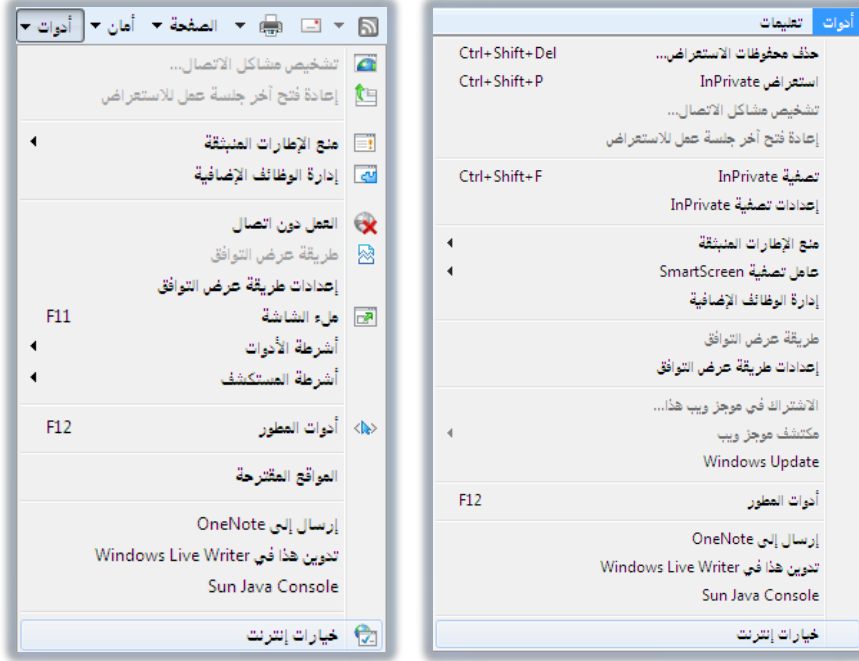 أدوات تعليمات
حذف محفوظات الاستعراض... Ctrl+Shift+Del
استعراض InPrivate Ctrl+Shift+P
تشخيص مشاكل الاتصال...
إعادة فتح آخر جلسة عمل للاستعراض
تصفية InPrivate Ctrl+Shift+F
إعدادات تصفية InPrivate
منع الإطارات المنبثقة
عامل تصفية SmartScreen
إدارة الوظائف الإضافية
طريقة عرض التوافق
إعدادات طريقة عرض التوافق
الاشتراك في موجز ويب هذا...
مكتشف موجز ويب
Windows Update
أدوات المطور F12
إرسال إلى OneNote
تدوين هذا في Windows Live Writer
Sun Java Console
خيارات إنترنت
الصفحة أمان أدوات
تشخيص مشاكل الاتصال...
إعادة فتح آخر جلسة عمل للاستعراض
منع الإطارات المنبثقة
إدارة الوظائف الإضافية
العمل دون اتصال
طريقة عرض التوافق
إعدادات طريقة عرض التوافق
ملء الشاشة F11
أشرطة الأدوات
أشرطة المستكشف
أدوات المطور F12
المواقع المقترحة
إرسال إلى OneNote
تدوين هذا في Windows Live Writer
Sun Java Console
خيارات إنترنت